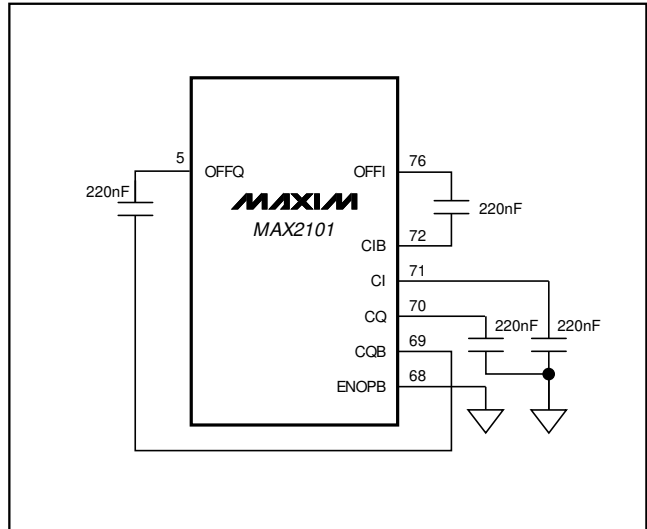 5
OFFQ
220nF
MAXIM
MAX2101
OFFI
76
220nF
CIB
72
CI
71
CQ
70
220nF
220nF
CQB
69
ENOPB
68